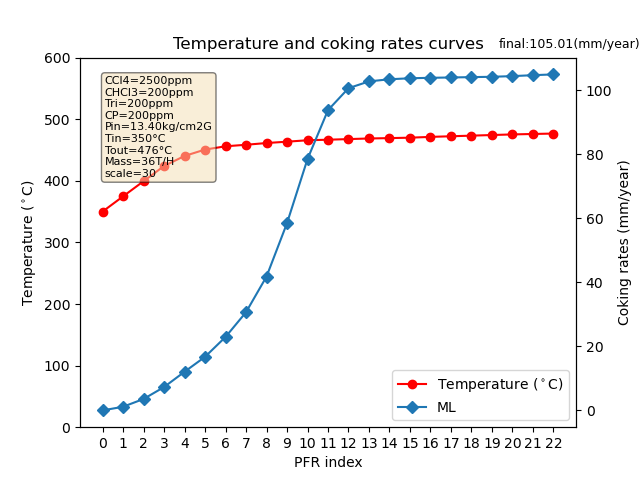 Temperature and coking rates curves
final:105.01(mm/year)
CCl4=2500ppm
CHCl3=200ppm
Tri=200ppm
CP=200ppm
Pin=13.40kg/cm2G
Tin=350°C
Tout=476°C
Mass=36T/H
scale=30
600
500
400
300
200
100
0
Temperature (°C)
100
80
60
40
20
0
Coking rates (mm/year)
Temperature (°C)
ML
0 1 2 3 4 5 6 7 8 9 10 11 12 13 14 15 16 17 18 19 20 21 22
PFR index